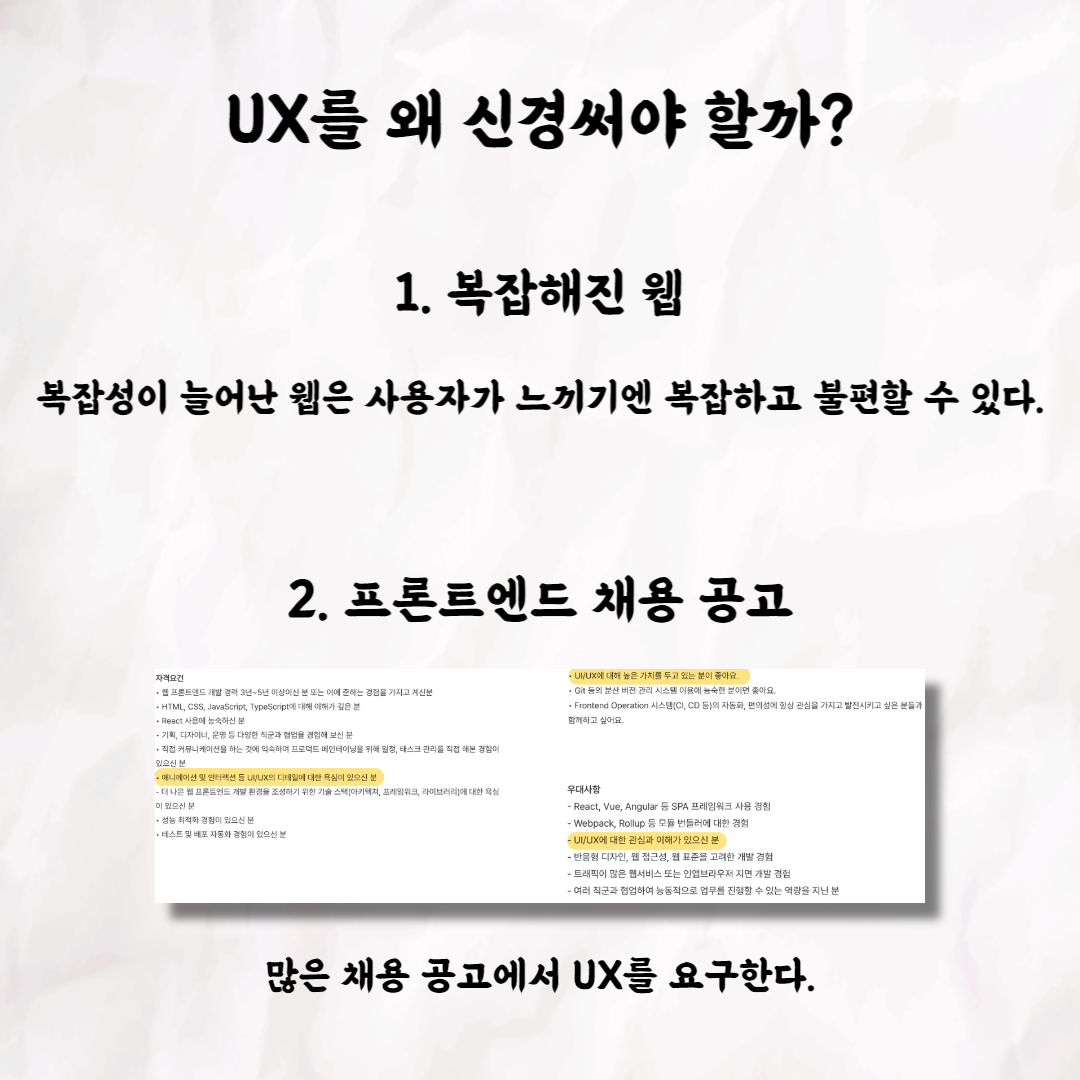 UX를 왜 신경써야 할까?
1. 복잡해진 웹
복잡성이 늘어난 웹은 사용자가 느끼기엔 복잡하고 불편할 수 있다.
2. 프론트엔드 채용 공고
자격요건
• 웹 프론트엔드 개발 경력 3년~5년 이상이신 분 또는 이에 준하는 경험을 가지고 계신분
• HTML, CSS, JavaScript, TypeScript에 대해 이해가 깊은 분
• React 사용에 능숙하신 분
• 기획, 디자이너, 운영 등 다양한 직군과 협업을 경험해 보신 분
• 직접 커뮤니케이션을 하는 것에 익숙하며 프로덕트 메인테이닝을 위해 일정, 태스크 관리를 직접 해본 경험이
있으신 분
• 애니메이션 및 인터랙션 등 UI/UX의 디테일에 대한 욕심이 있으신 분
- 더 나은 웹 프론트엔드 개발 환경을 조성하기 위한 기술 스택(아키텍쳐, 프레임워크, 라이브러리)에 대한 욕심
이 있으신 분
• 성능 최적화 경험이 있으신 분
• 테스트 및 배포 자동화 경험이 있으신 분
• UI/UX에 대해 높은 가치를 두고 있는 분이 좋아요.
• Git 등의 분산 버전 관리 시스템 이용에 능숙한 분이면 좋아요.
• Frontend Operation 시스템(CI, CD 등)의 자동화, 편의성에 항상 관심을 가지고 발전시키고 싶은 분들과
함께하고 싶어요.
우대사항
- React, Vue, Angular 등 SPA 프레임워크 사용 경험
- Webpack, Rollup 등 모듈 번들러에 대한 경험
- UI/UX에 대한 관심과 이해가 있으신 분
- 반응형 디자인, 웹 접근성, 웹 표준을 고려한 개발 경험
- 트래픽이 많은 웹서비스 또는 인앱브라우저 지면 개발 경험
- 여러 직군과 협업하여 능동적으로 업무를 진행할 수 있는 역량을 지닌 분
많은 채용 공고에서 UX를 요구한다.